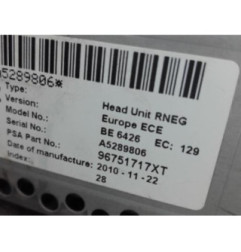 A5289806*
Type: Head Unit RNEG
Version: Europe ECE
Model No.: BE 6426 EC: 129
Serial No.: A5289806
PSA Part No.: 96751717XT
Date of manufacture: 2010-11-22
Index: 28